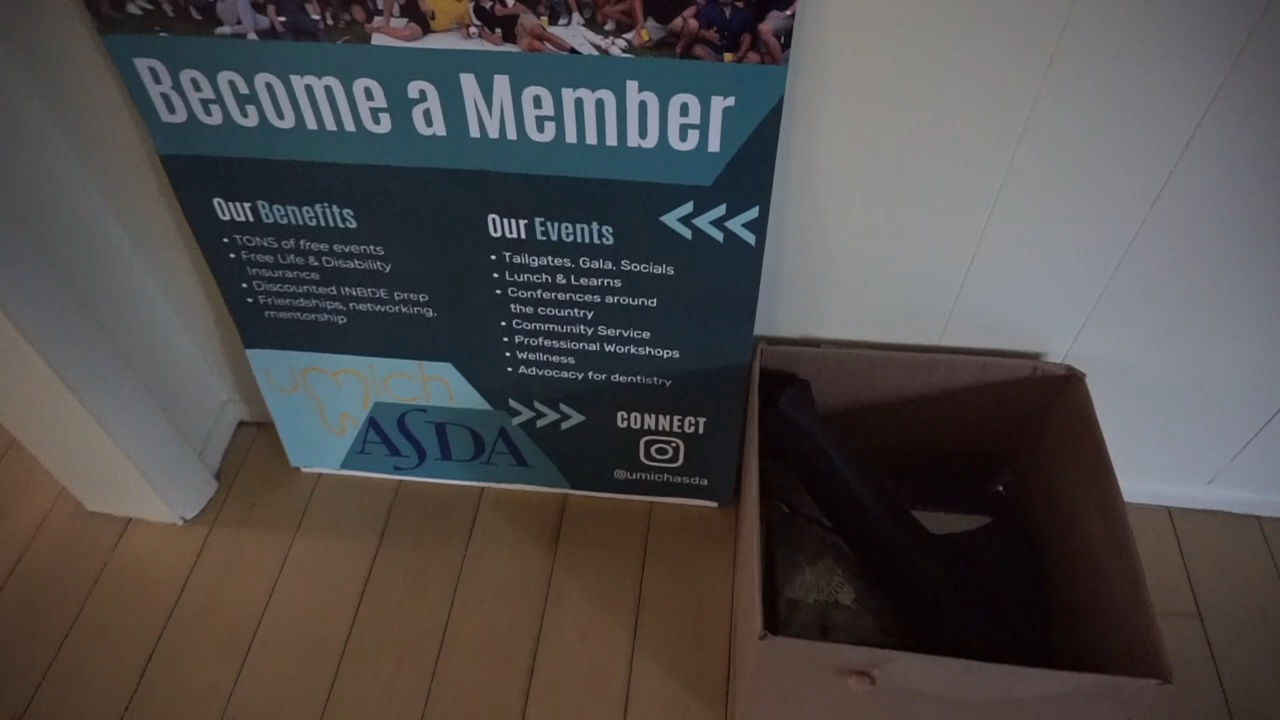 Become a Member
Our Benefits
• TONS of free events
• Free Life & Disability
Insurance
• Discounted INBDE prep
• Friendships, networking,
mentorship
Our Events
• Tailgates, Gala, Socials
• Lunch & Learns
• Conferences around
the country
• Community Service
• Professional Workshops
• Wellness
• Advocacy for dentistry
umich
ASDA
CONNECT
@umichasda